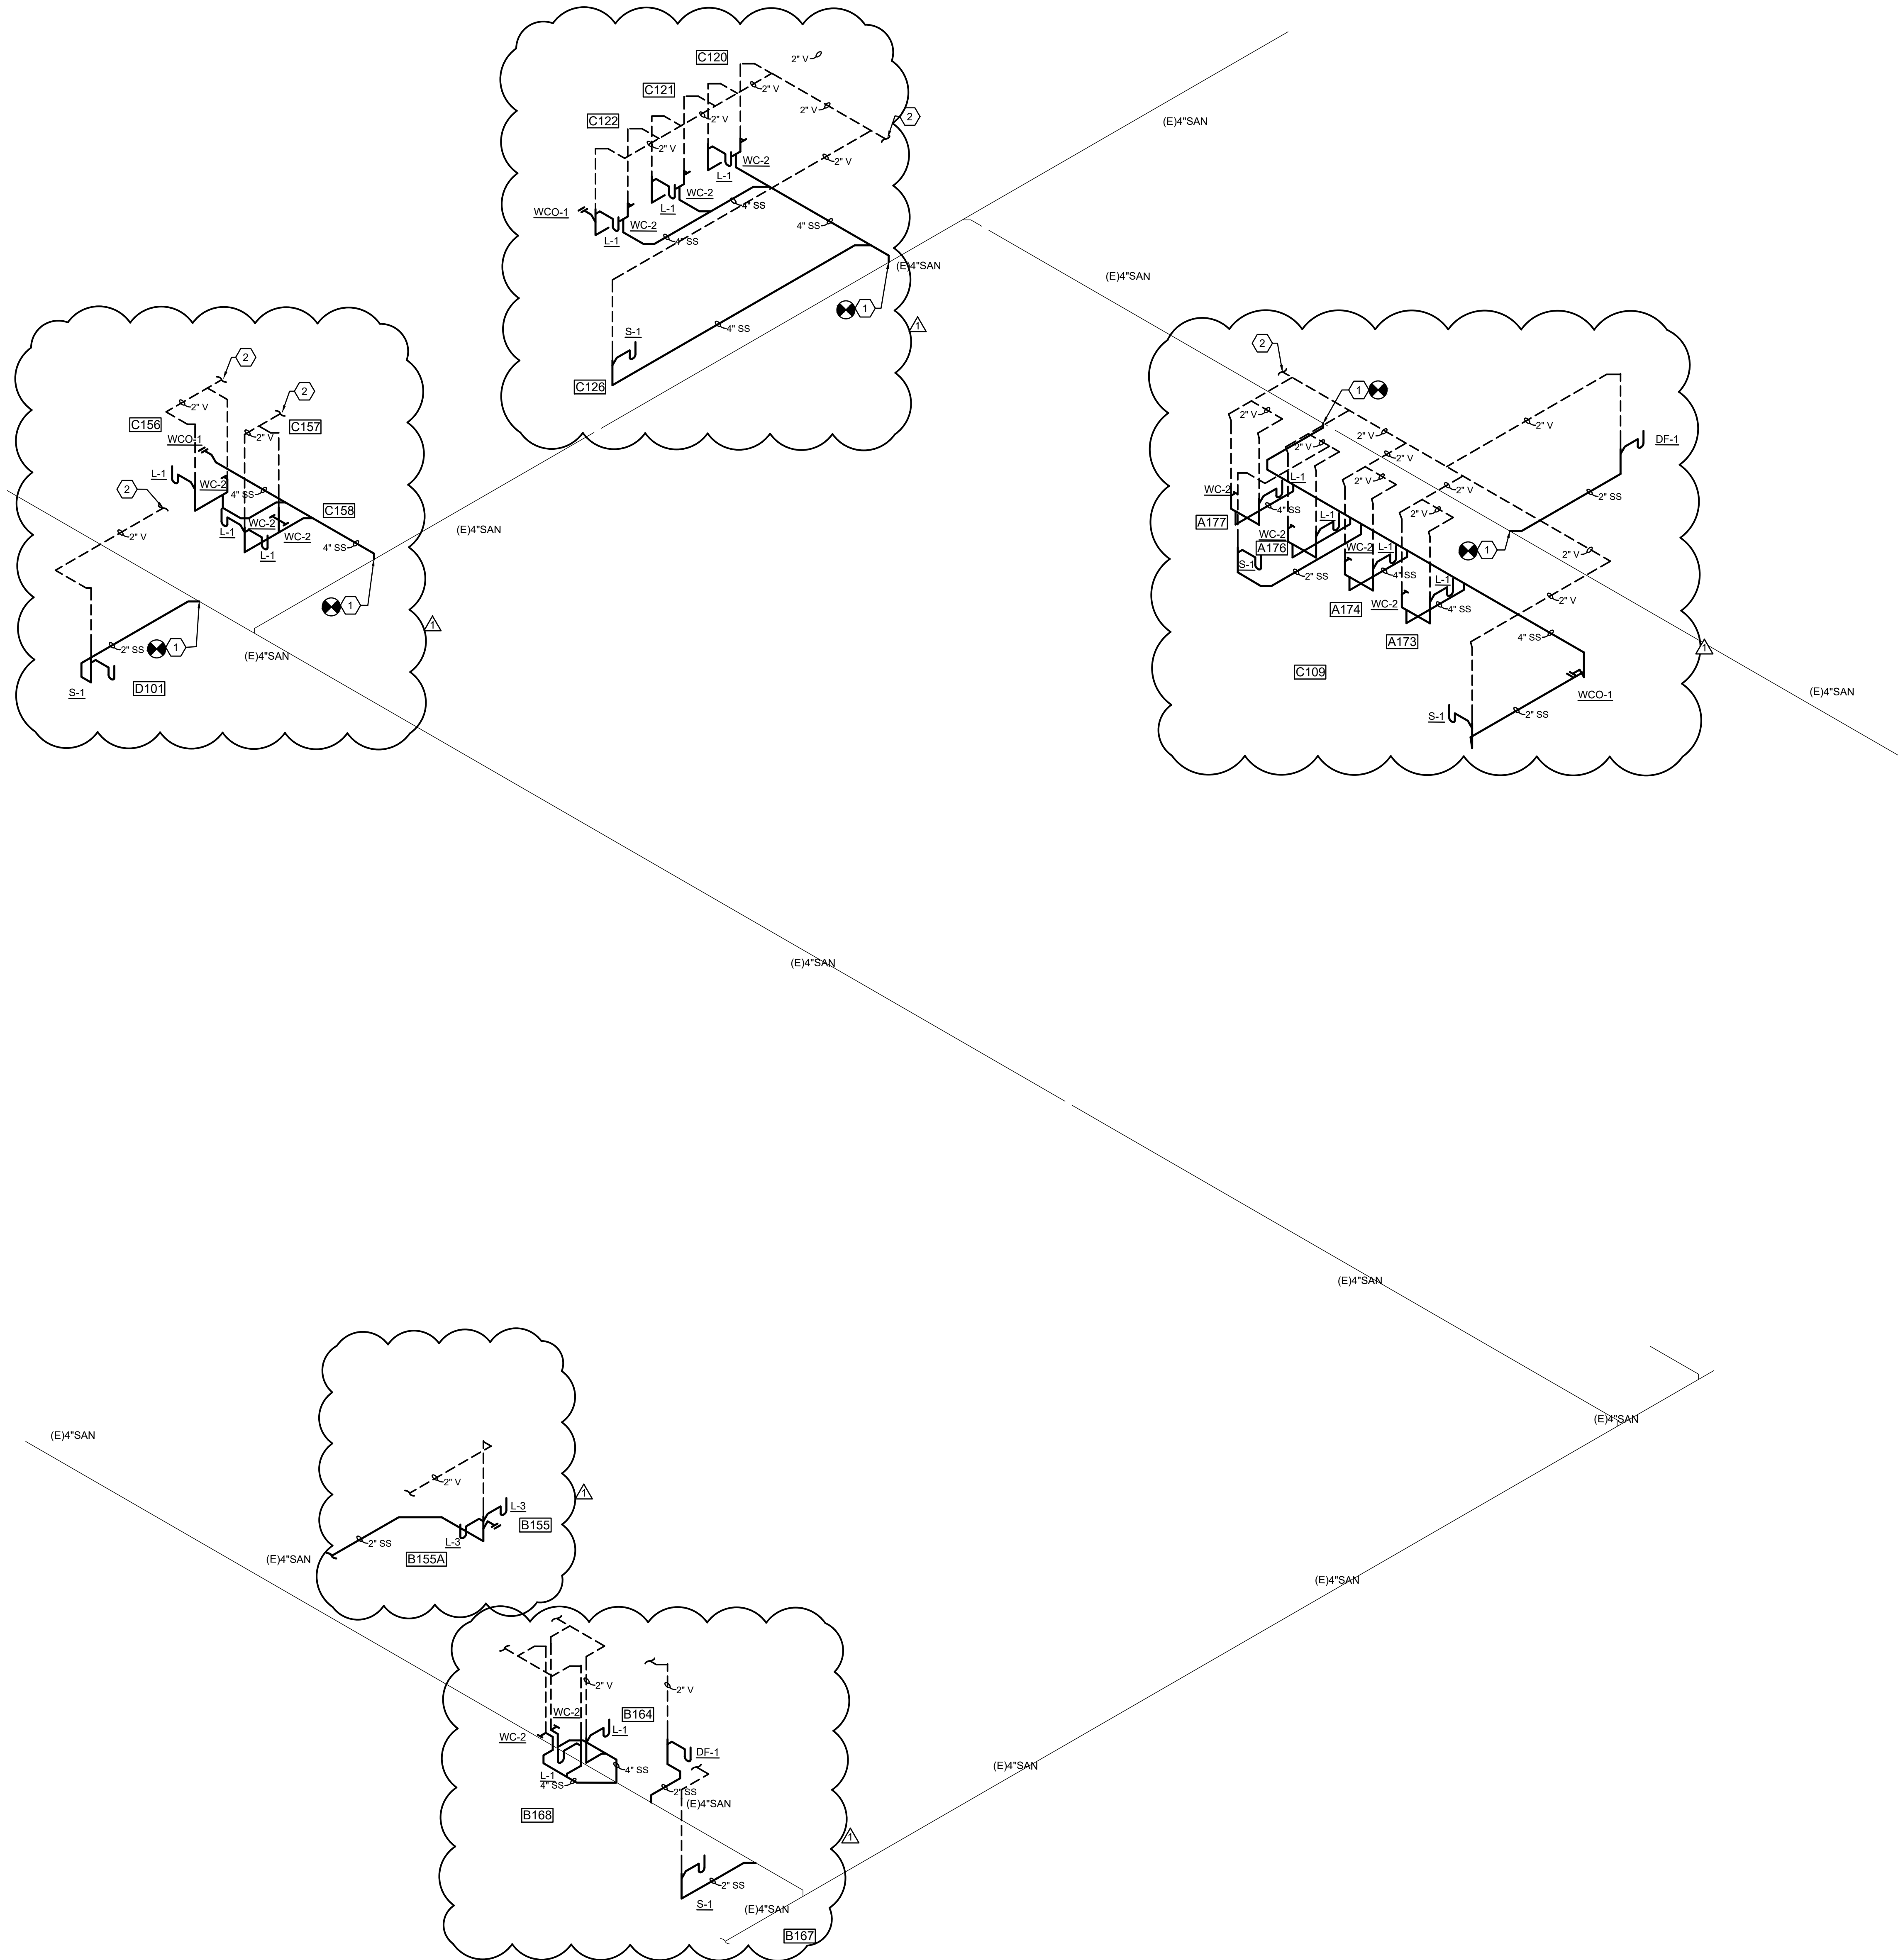 C120
2" V
C121
2" V
2" V
(E)4"SAN
C122
2" V
2
2" V
2" V
WC-2
L-1
WC-2
L-1
4" SS
WCO-1
WC-2
4" SS
L-1
4" SS
(E)4"SAN
(E)4"SAN
1
1
4" SS
S-1
C126
2
2
2" V
C156
C157
WCO-1
2" V
L-1
WC-2
4" SS
2
C158
WC-2
L-1
WC-2
2" V
4" SS
L-1
(E)4"SAN
1
1
2" SS
1
(E)4"SAN
S-1
D101
2
1
2" V
2" V
2" V
2" V
DF-1
2" V
L-1
2" V
WC-2
2" V
2" V
2" SS
4" SS
A177
L-1
WC-2
A176
WC-2
L-1
1
2" V
S-1
2" SS
4" SS
L-1
WC-2
2" V
A174
4" SS
A173
4" SS
1
C109
(E)4"SAN
WCO-1
S-1
2" SS
(E)4"SAN
(E)4"SAN
(E)4"SAN
(E)4"SAN
2" V
1
L-3
B155
L-3
2" SS
B155A
(E)4"SAN
(E)4"SAN
2" V
2" V
WC-2
B164
WC-2
L-1
DF-1
(E)4"SAN
4" SS
L-1
4" SS
2" SS
(E)4"SAN
B168
1
2" SS
S-1
(E)4"SAN
B167